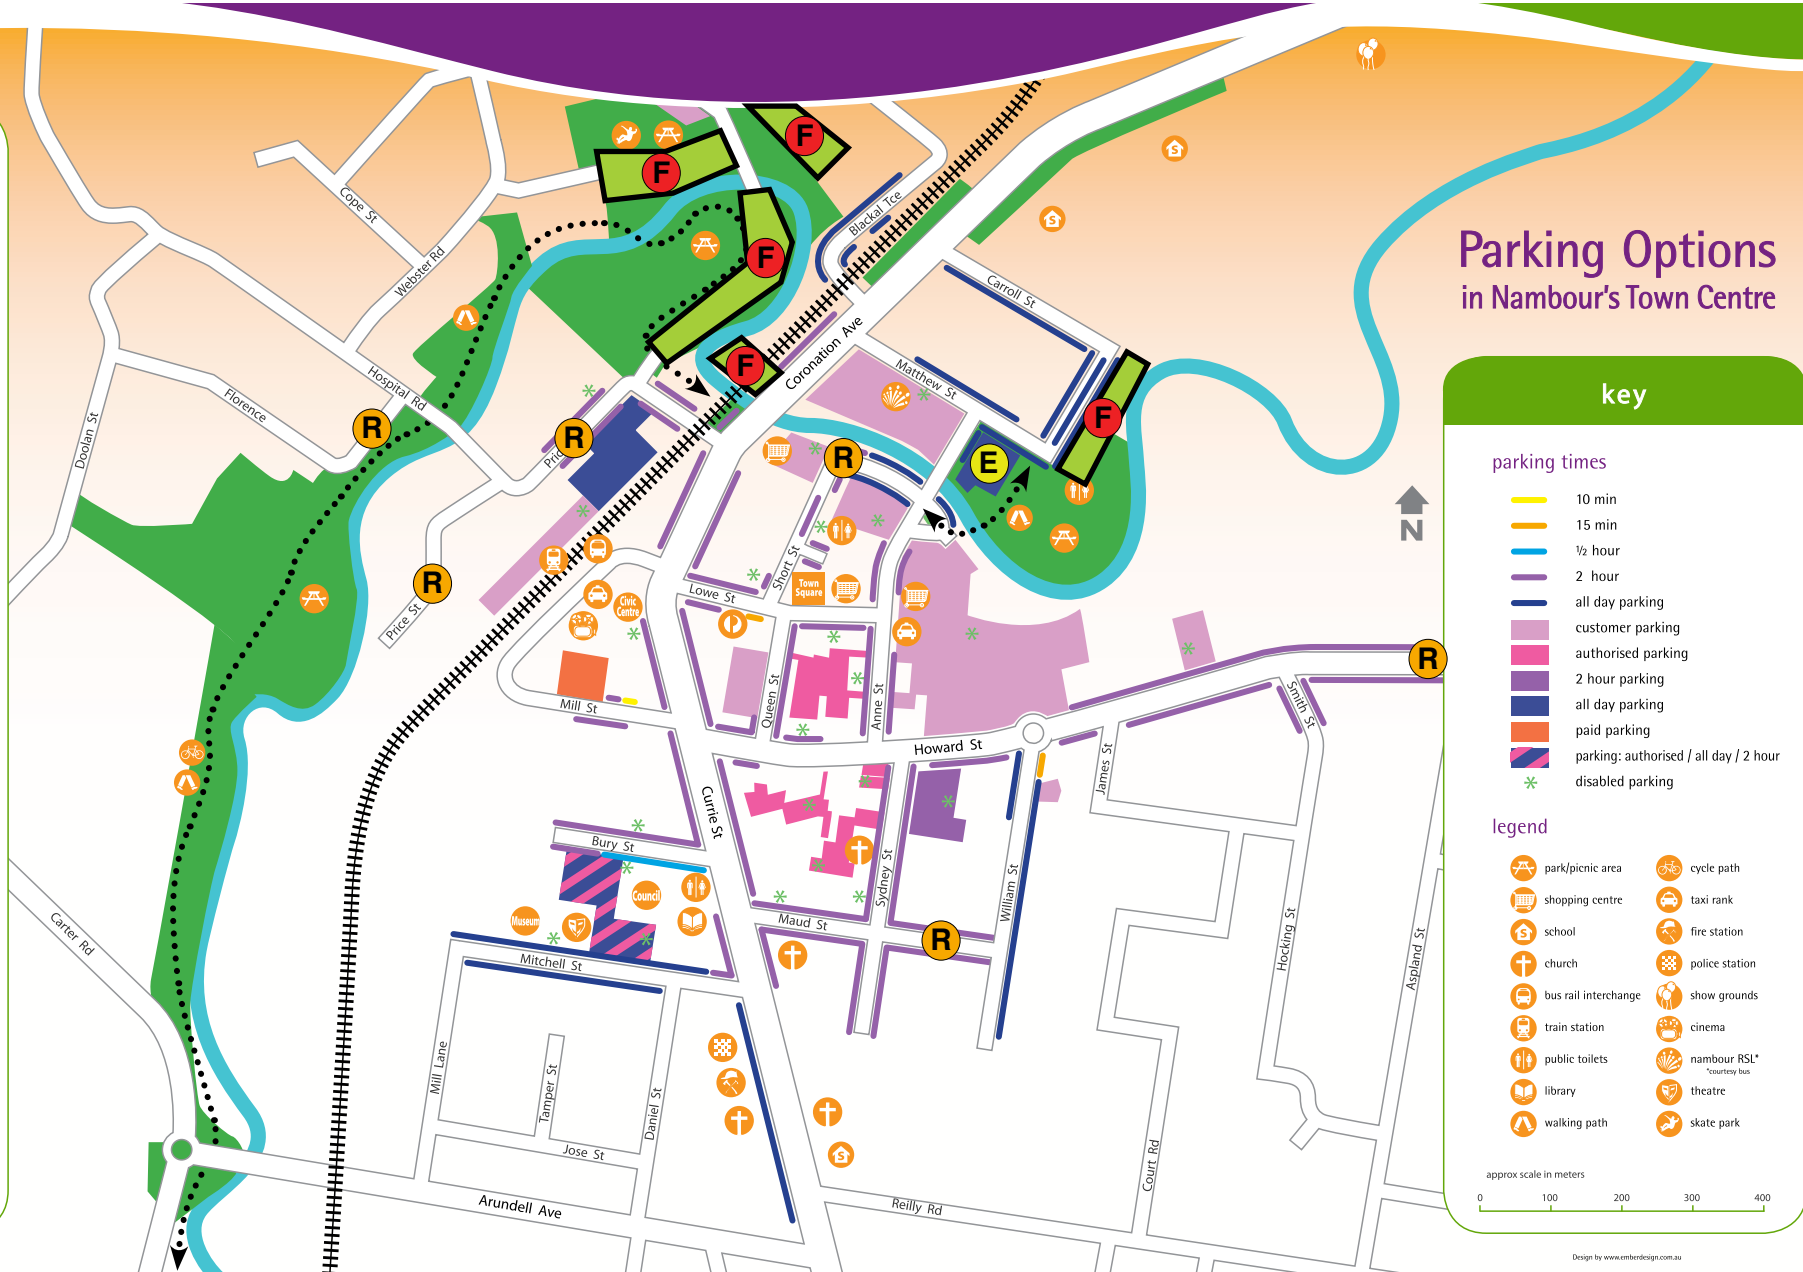 Parking Options
in Nambour's Town Centre
key
parking times
10 min
15 min
½ hour
2 hour
all day parking
customer parking
authorised parking
2 hour parking
all day parking
paid parking
parking: authorised / all day / 2 hour
disabled parking
legend
park/picnic area
shopping centre
school
church
bus rail interchange
train station
public toilets
library
walking path
cycle path
taxi rank
fire station
police station
show grounds
cinema
nambour RSL*
*courtesy bus
theatre
skate park
approx scale in meters
0 100 200 300 400
Design by www.emberdesign.com.au
N
F
F
F
F
F
E
R
R
R
R
R
R
Cope St
Webster Rd
Blackal Tce
Carroll St
Coronation Ave
Matthew St
Hospital Rd
Florence
Doolan St
Pric
Price St
Short St
Town
Square
Lowe St
Civic
Centre
Mill St
Queen St
Anne St
Howard St
Smith St
James St
Currie St
Bury St
Council
Museum
Mitchell St
Maud St
Sydney St
William St
Hocking St
Aspland St
Carter Rd
Mill Lane
Tamper St
Daniel St
Jose St
Arundell Ave
Reilly Rd
Court Rd